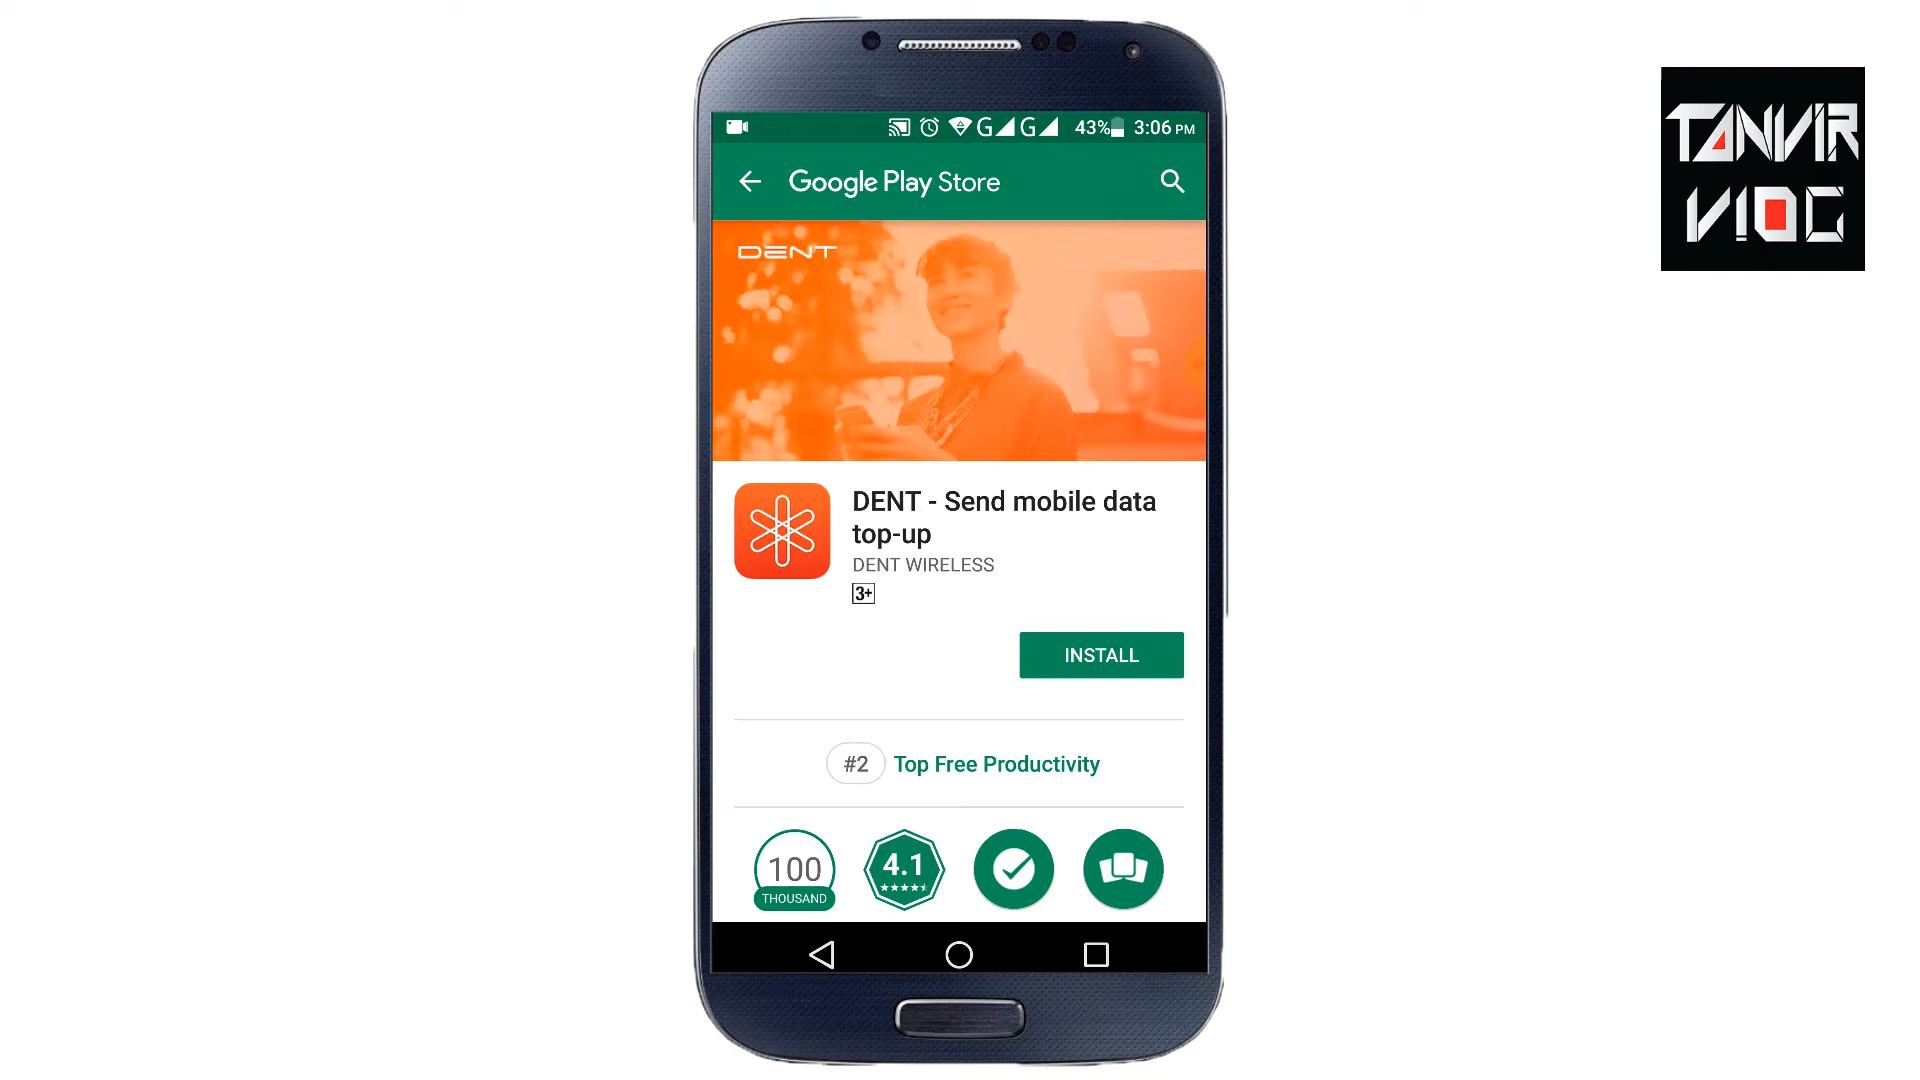 43% 3:06 PM
Google Play Store
DENT
DENT - Send mobile data
top-up
DENT WIRELESS
3+
INSTALL
#2 Top Free Productivity
100
THOUSAND
4.1
TANVIR
VLOG